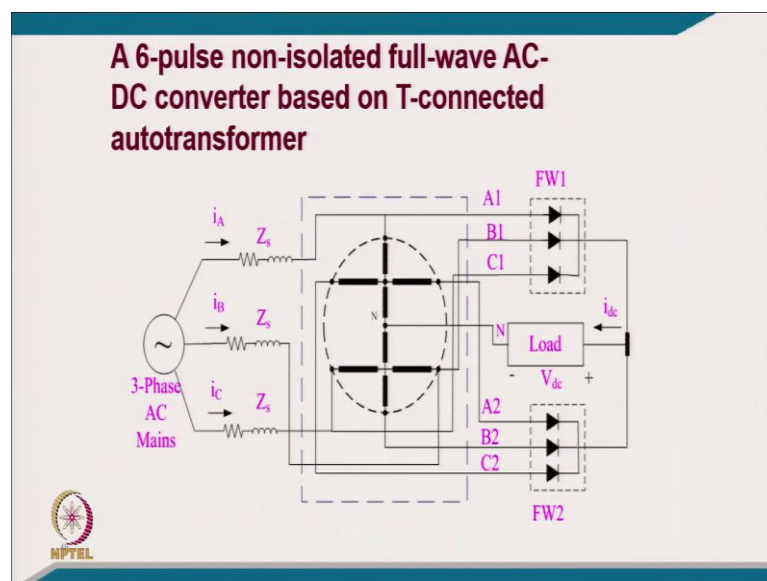 A 6-pulse non-isolated full-wave AC-
DC converter based on T-connected
autotransformer
FW1
A1
B1
C1
iA
Zs
iB
Zs
iC
Zs
3-Phase
AC
Mains
N
N
Load
idc
- Vdc +
A2
B2
C2
FW2
NPTEL